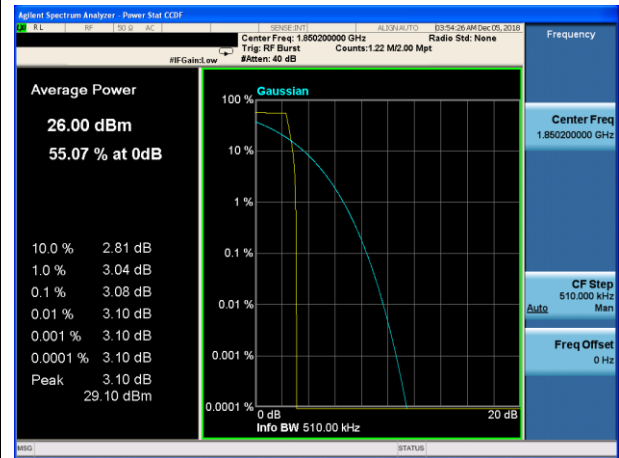 Agilent Spectrum Analyzer - Power Stat CCDF
RL RF 50 Ω AC SENSE:INT ALIGN AUTO 03:54:26 AM Dec 05, 2018
Center Freq: 1.850200000 GHz Radio Std: None
Trig: RF Burst Counts:1.22 M/2.00 Mpt
#IFGain:Low #Atten: 40 dB
Frequency
Average Power
26.00 dBm
55.07 % at 0dB
10.0 % 2.81 dB
1.0 % 3.04 dB
0.1 % 3.08 dB
0.01 % 3.10 dB
0.001 % 3.10 dB
0.0001 % 3.10 dB
Peak 3.10 dB
29.10 dBm
Gaussian
100 %
10 %
1 %
0.1 %
0.01 %
0.001 %
0.0001 %
0 dB 20 dB
Info BW 510.00 kHz
Center Freq
1.850200000 GHz
CF Step
510.000 kHz
Auto Man
Freq Offset
0 Hz
MSG STATUS